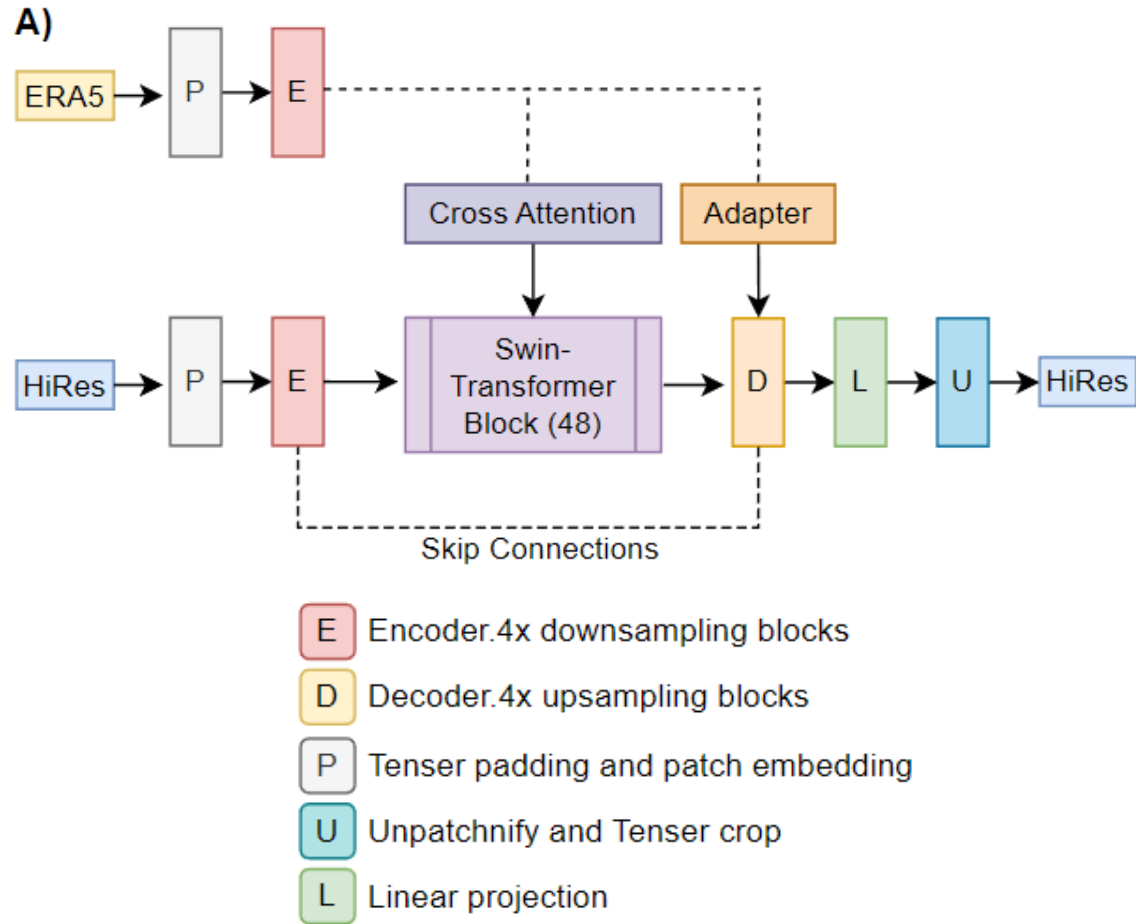 A)
ERA5
P
E
Cross Attention
Adapter
HiRes
P
E
Swin-
Transformer
Block (48)
D
L
U
HiRes
Skip Connections
E Encoder.4x downsampling blocks
D Decoder.4x upsampling blocks
P Tenser padding and patch embedding
U Unpatchnify and Tenser crop
L Linear projection